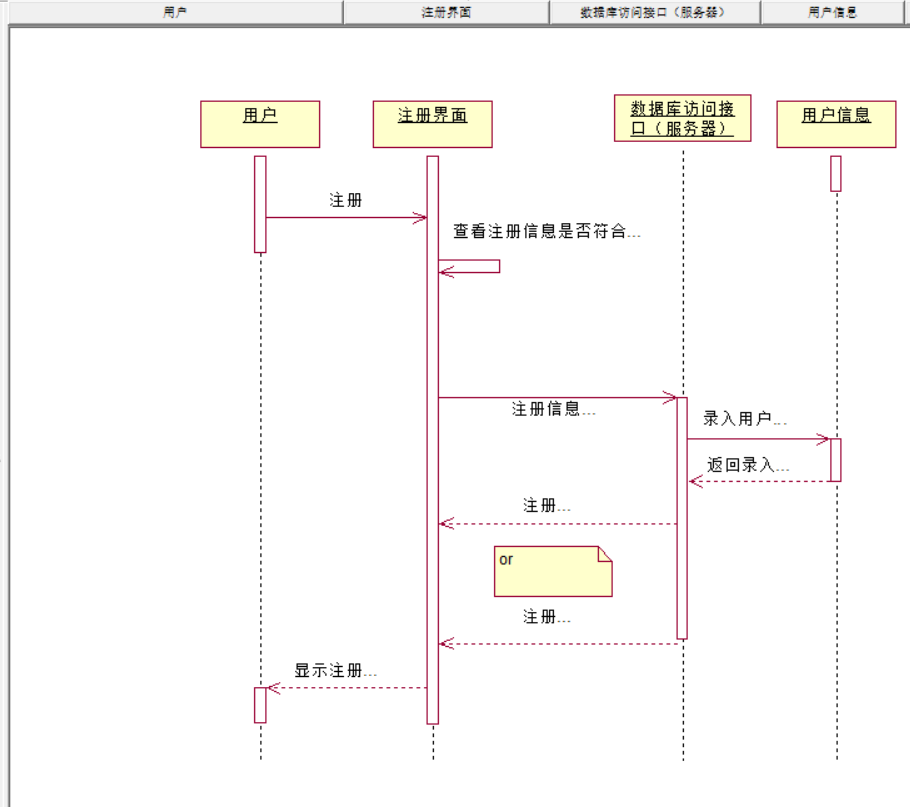 用户
注册界面
数据库访问接口（服务器）
用户信息
用户
注册界面
数据库访问接
口（服务器）
用户信息
注册
查看注册信息是否符合...
注册信息...
录入用户...
返回录入...
注册...
or
注册...
显示注册...